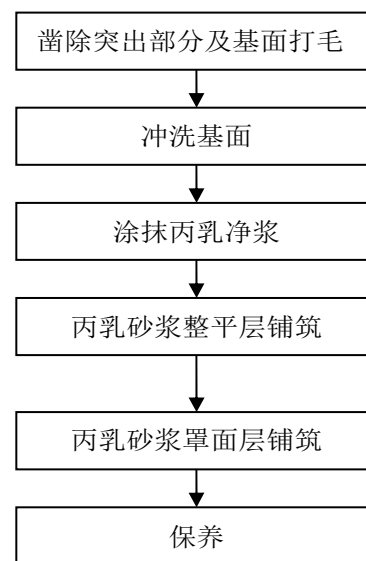 凿除突出部分及基面打毛
冲洗基面
涂抹丙乳净浆
丙乳砂浆整平层铺筑
丙乳砂浆罩面层铺筑
保养